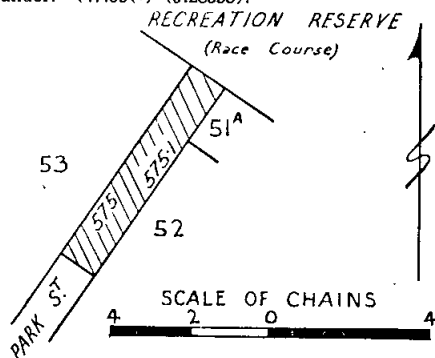 RECREATION RESERVE
(Race Course)
51A
53
575
575·1
52
PARK ST
SCALE OF CHAINS
4 2 0 4